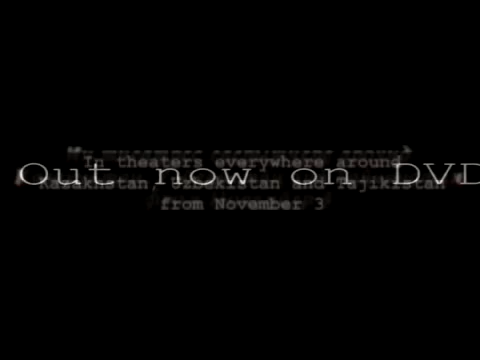 In theaters everywhere around
Out now on DVD
Kazakhstan, Uzbekistan and Tajikistan
from November 3